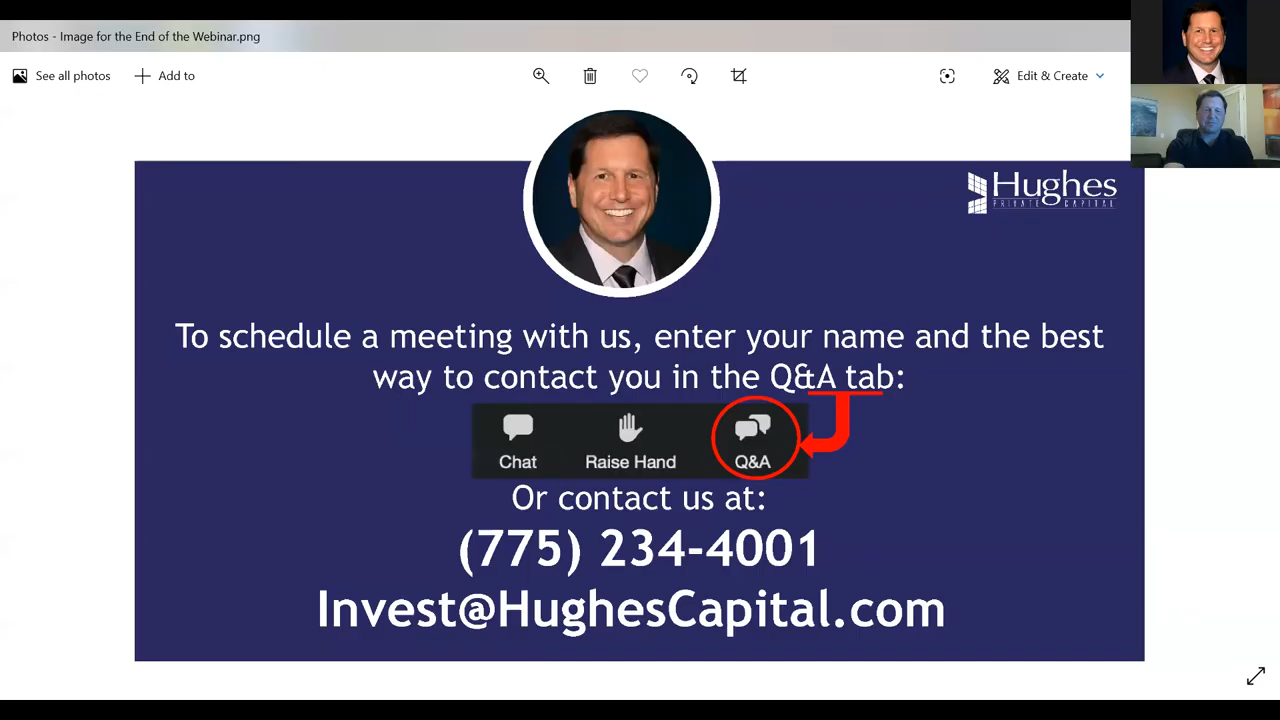 Photos - Image for the End of the Webinar.png
See all photos
Add to
Edit & Create
Hughes
PRIVATE CAPITAL
To schedule a meeting with us, enter your name and the best
way to contact you in the Q&A tab:
Chat
Raise Hand
Q&A
Or contact us at:
(775) 234-4001
Invest@HughesCapital.com